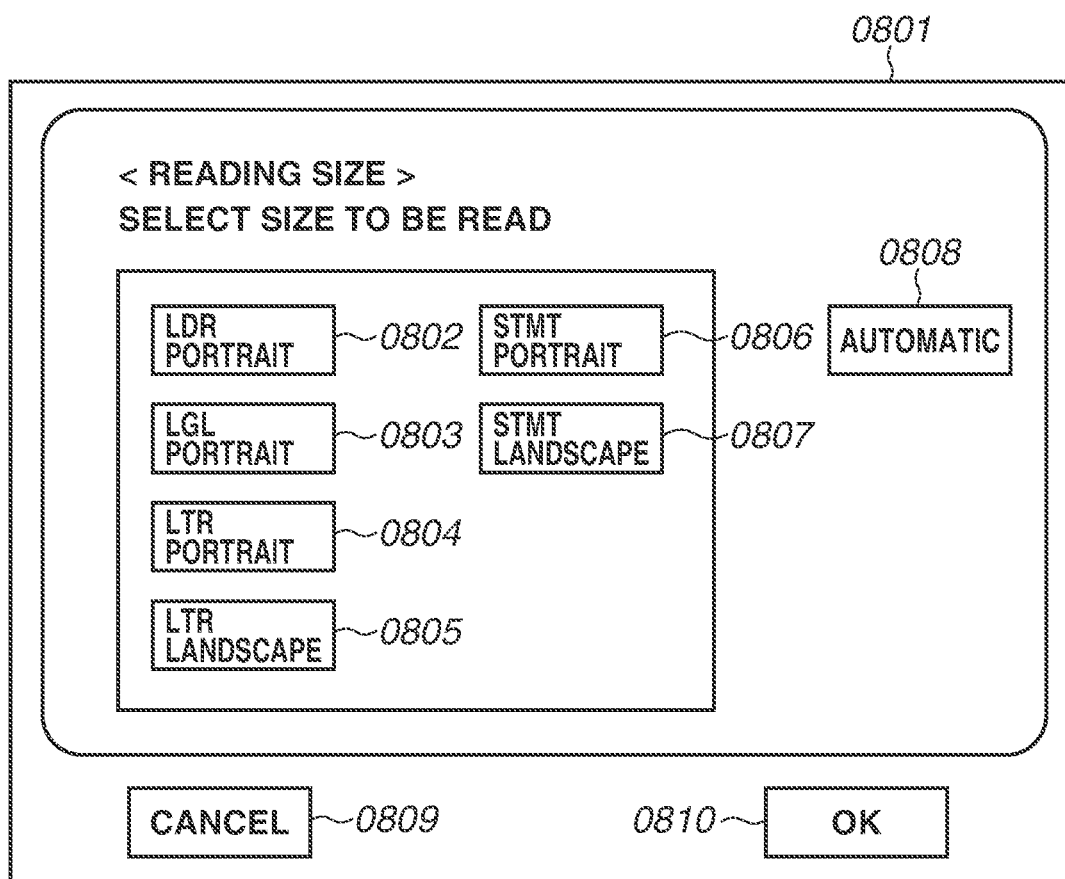 0801
< READING SIZE >
SELECT SIZE TO BE READ
0808
LDR
PORTRAIT
0802
STMT
PORTRAIT
0806
AUTOMATIC
LGL
PORTRAIT
0803
STMT
LANDSCAPE
0807
LTR
PORTRAIT
0804
LTR
LANDSCAPE
0805
CANCEL
0809
0810
OK